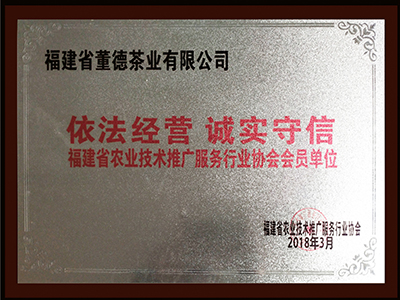 福建省董德茶业有限公司
依法经营 诚实守信
福建省农业技术推广服务行业协会会员单位
福建省农业技术推广服务行业协会
2018年3月